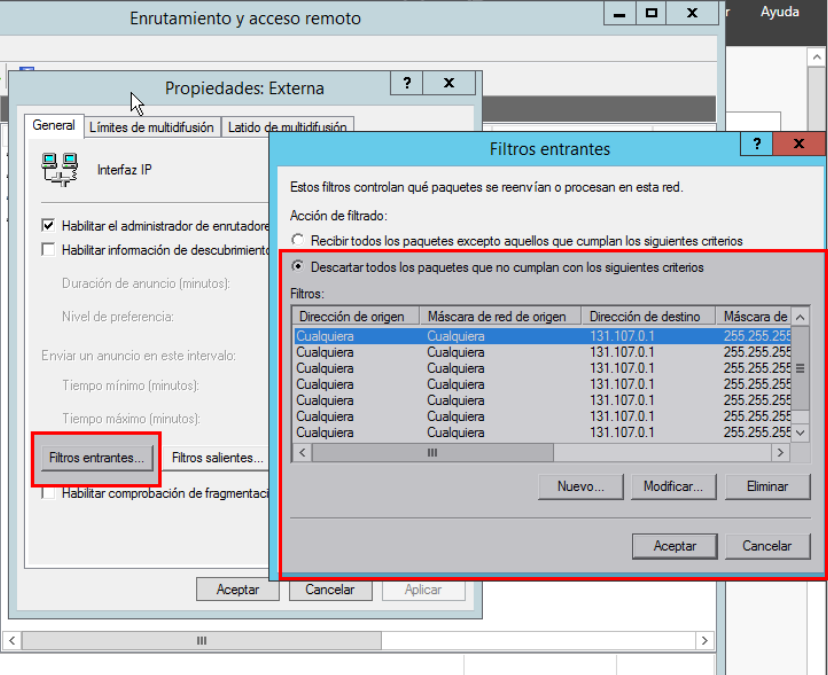 Enrutamiento y acceso remoto
Ayuda
Propiedades: Externa
? x
General Límites de multidifusión Latido de multidifusión
Interfaz IP
Habilitar el administrador de enrutadore
Habilitar información de descubrimiento
Duración de anuncio (minutos):
Nivel de preferencia:
Enviar un anuncio en este intervalo:
Tiempo mínimo (minutos):
Tiempo máximo (minutos):
Filtros entrantes... Filtros salientes...
Habilitar comprobación de fragmentaci
Aceptar Cancelar Aplicar
Filtros entrantes
? x
Estos filtros controlan qué paquetes se reenvían o procesan en esta red.
Acción de filtrado:
Recibir todos los paquetes excepto aquellos que cumplan los siguientes criterios
Descartar todos los paquetes que no cumplan con los siguientes criterios
Filtros:
Dirección de origen Máscara de red de origen Dirección de destino Máscara de
Cualquiera Cualquiera 131.107.0.1 255.255.255
Cualquiera Cualquiera 131.107.0.1 255.255.255
Cualquiera Cualquiera 131.107.0.1 255.255.255
Cualquiera Cualquiera 131.107.0.1 255.255.255
Cualquiera Cualquiera 131.107.0.1 255.255.255
Cualquiera Cualquiera 131.107.0.1 255.255.255
Cualquiera Cualquiera 131.107.0.1 255.255.255
Nuevo... Modificar... Eliminar
Aceptar Cancelar